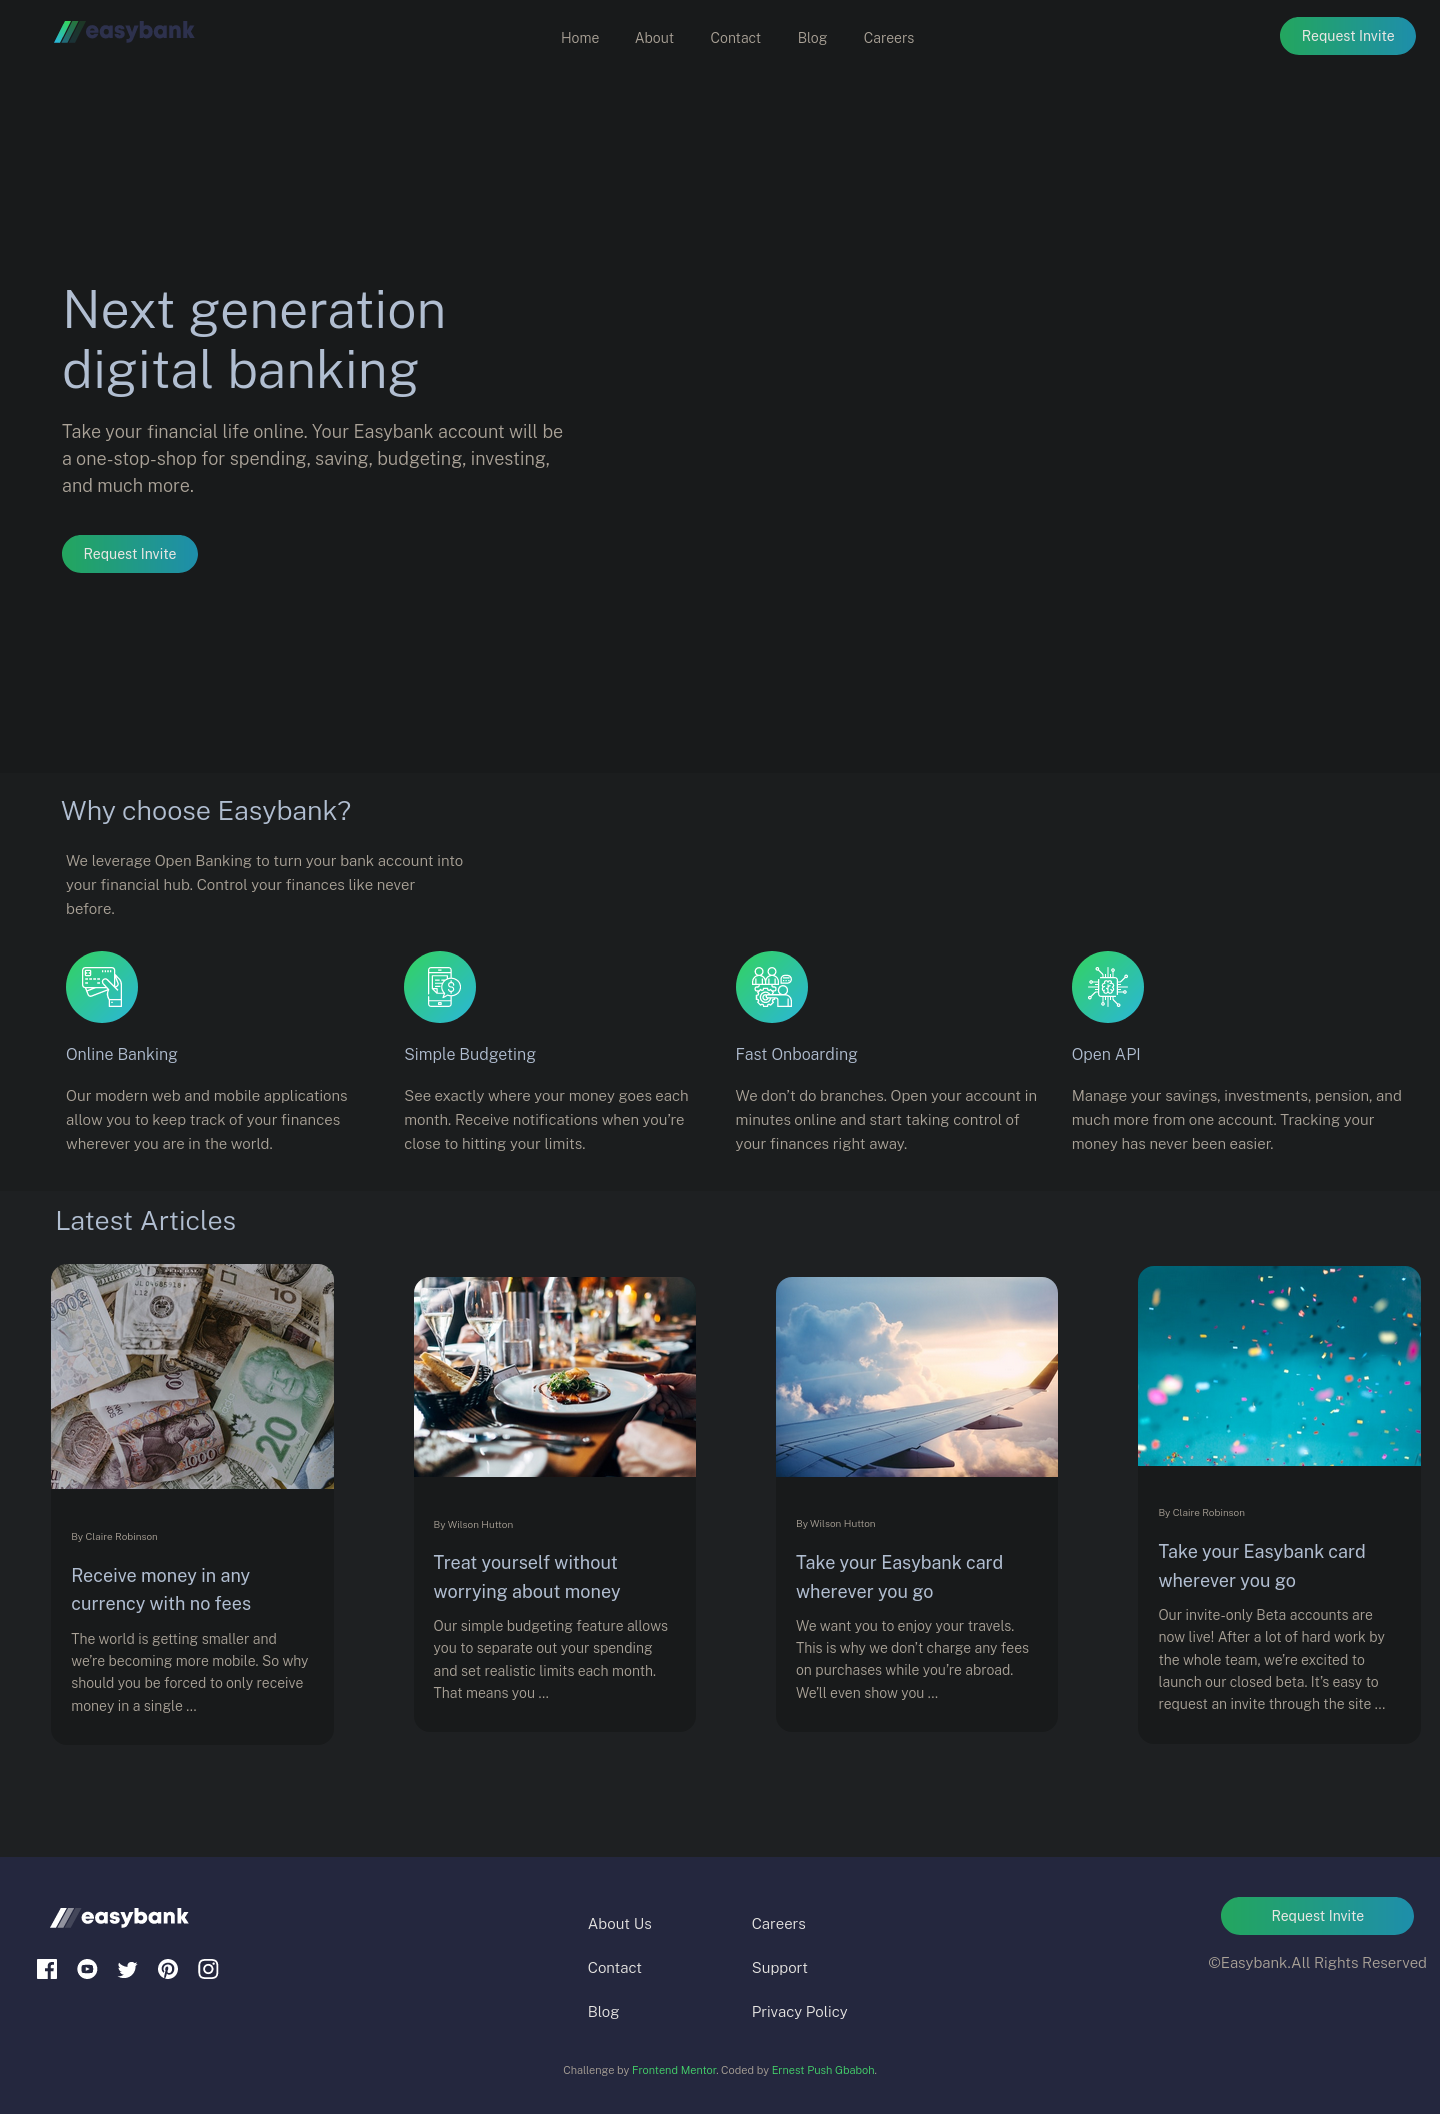 easybank
Home About Contact Blog Careers
Request Invite
Next generation
digital banking
Take your financial life online. Your Easybank account will be
a one-stop-shop for spending, saving, budgeting, investing,
and much more.
Request Invite
Why choose Easybank?
We leverage Open Banking to turn your bank account into
your financial hub. Control your finances like never
before.
Online Banking
Our modern web and mobile applications
allow you to keep track of your finances
wherever you are in the world.
Simple Budgeting
See exactly where your money goes each
month. Receive notifications when you're
close to hitting your limits.
Fast Onboarding
We don't do branches. Open your account in
minutes online and start taking control of
your finances right away.
Open API
Manage your savings, investments, pension, and
much more from one account. Tracking your
money has never been easier.
Latest Articles
By Claire Robinson
Receive money in any
currency with no fees
The world is getting smaller and
we're becoming more mobile. So why
should you be forced to only receive
money in a single ...
By Wilson Hutton
Treat yourself without
worrying about money
Our simple budgeting feature allows
you to separate out your spending
and set realistic limits each month.
That means you ...
By Wilson Hutton
Take your Easybank card
wherever you go
We want you to enjoy your travels.
This is why we don't charge any fees
on purchases while you're abroad.
We'll even show you ...
By Claire Robinson
Take your Easybank card
wherever you go
Our invite-only Beta accounts are
now live! After a lot of hard work by
the whole team, we're excited to
launch our closed beta. It's easy to
request an invite through the site ...
easybank
About Us
Contact
Blog
Careers
Support
Privacy Policy
Request Invite
©Easybank.All Rights Reserved
Challenge by Frontend Mentor. Coded by Ernest Push Gbaboh.